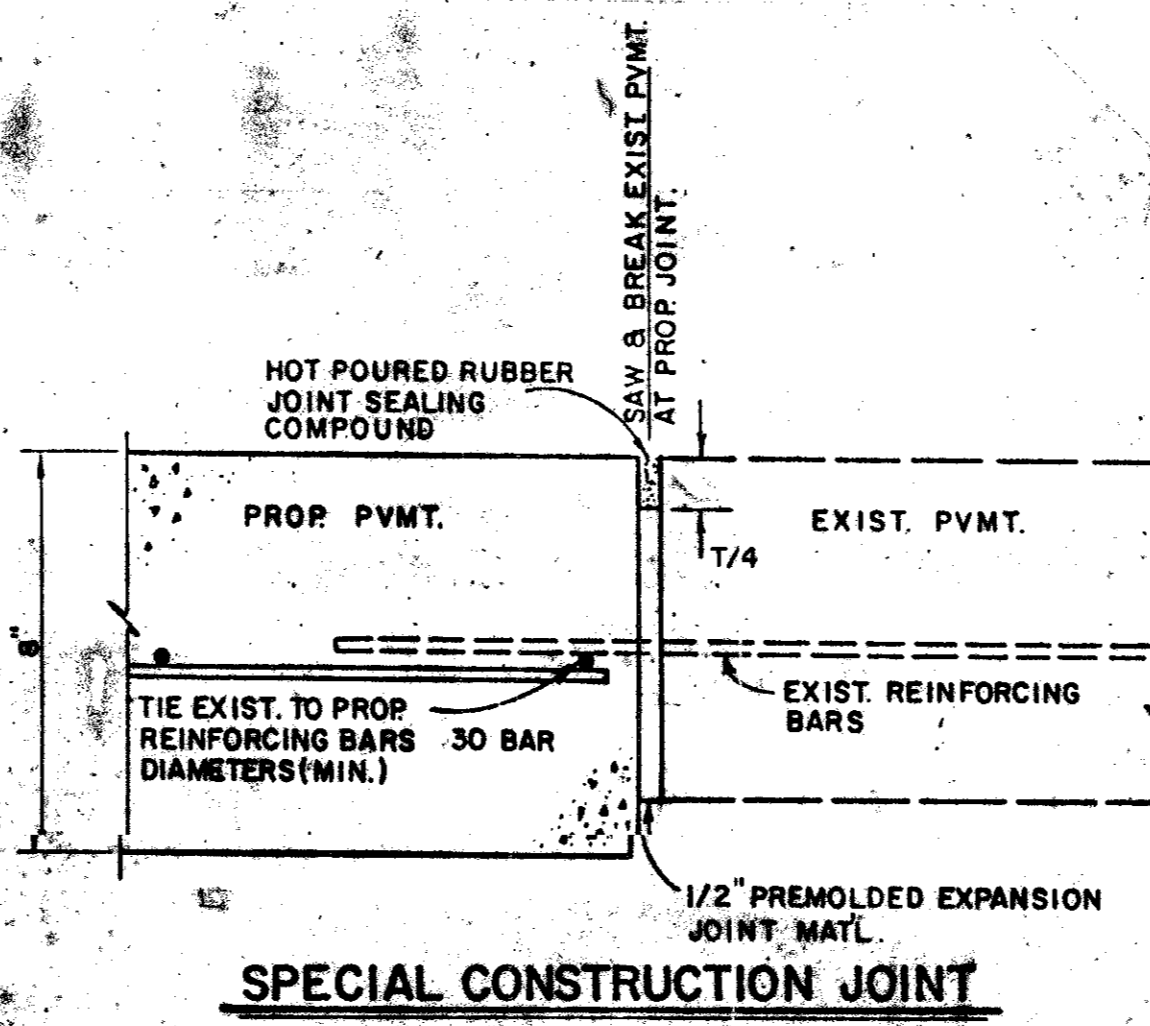 SAW & BREAK EXIST PVMT.
AT PROP. JOINT.
HOT POURED RUBBER
JOINT SEALING
COMPOUND
PROP. PVMT.
EXIST. PVMT.
T/4
8"
TIE EXIST. TO PROP.
REINFORCING BARS 30 BAR
DIAMETERS (MIN.)
EXIST. REINFORCING
BARS
1/2" PREMOLDED EXPANSION
JOINT MAT'L.
SPECIAL CONSTRUCTION JOINT